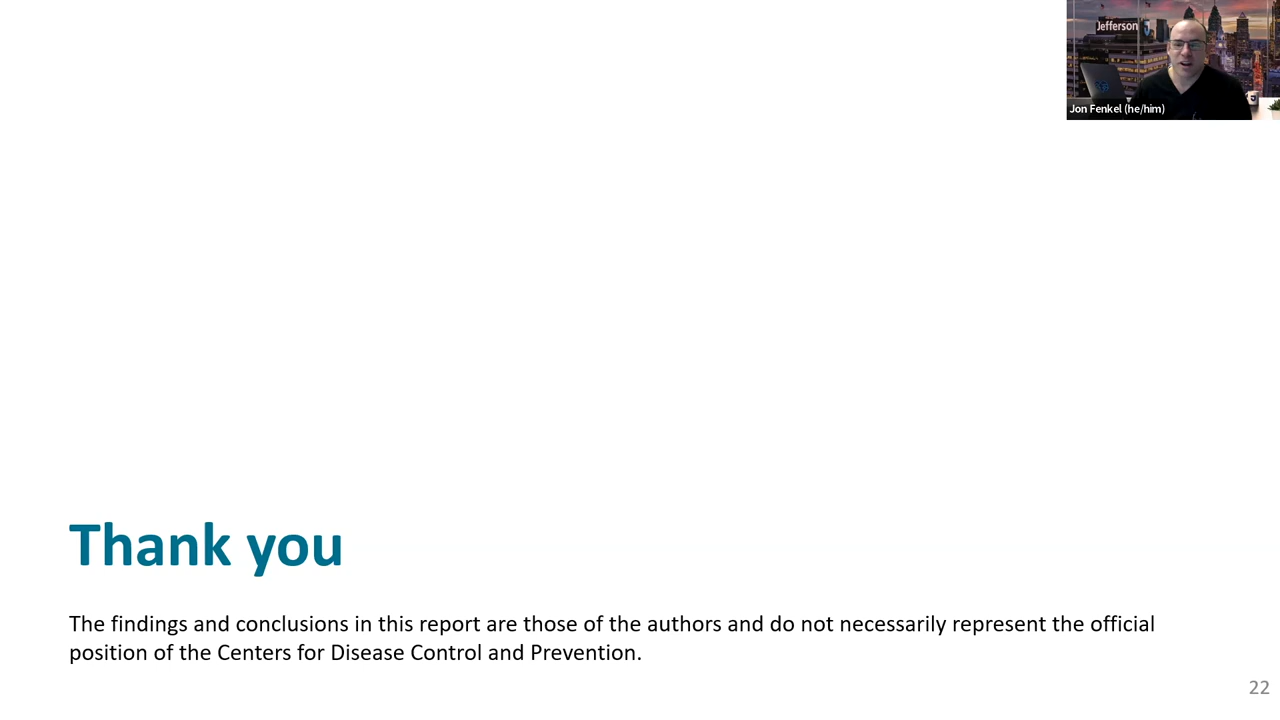 Jefferson
Jon Fenkel (he/him)
Thank you
The findings and conclusions in this report are those of the authors and do not necessarily represent the official
position of the Centers for Disease Control and Prevention.
22